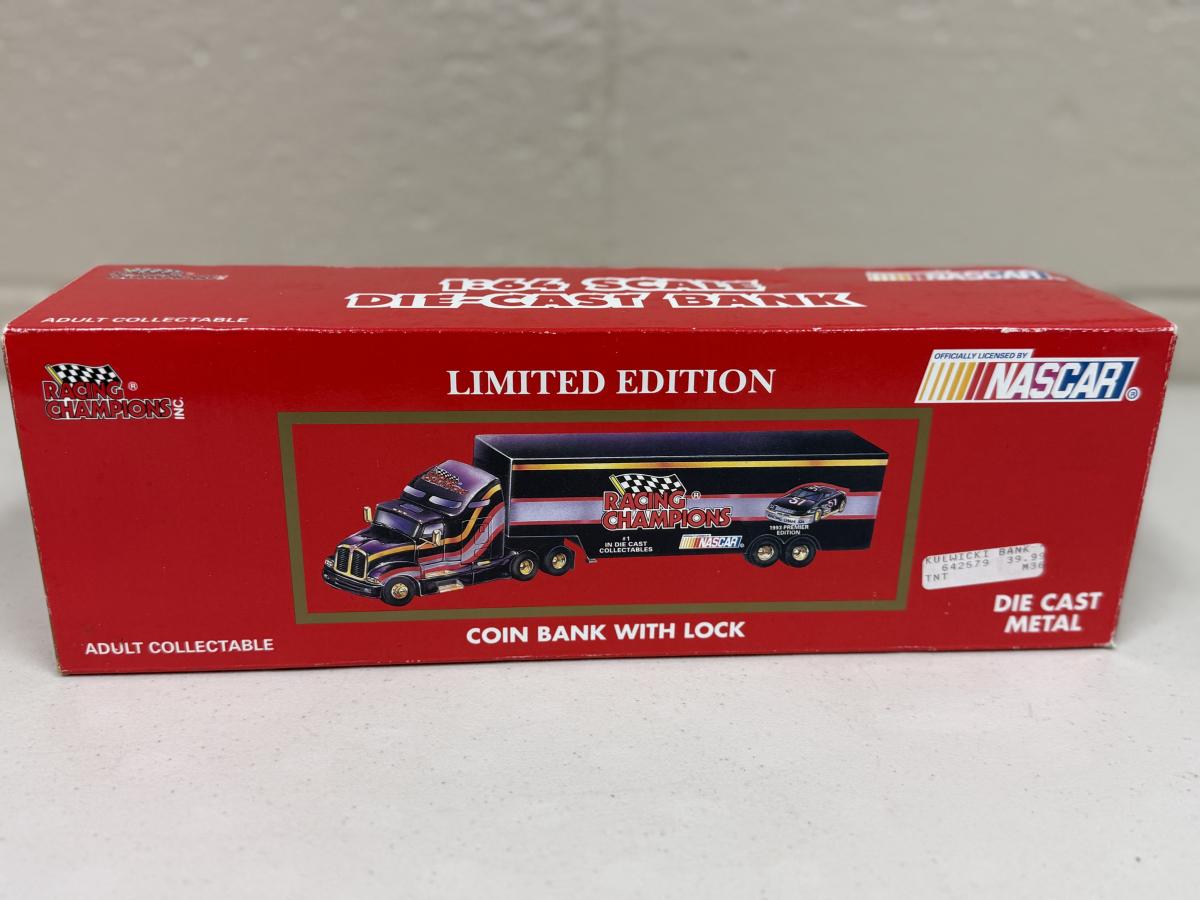 1:64 SCALE
DIE-CAST BANK
NASCAR
ADULT COLLECTABLE
RACING ®
CHAMPIONS INC.
LIMITED EDITION
OFFICIALLY LICENSED BY
NASCAR ®
RACING ®
CHAMPIONS
#1
IN DIE CAST
COLLECTABLES
NASCAR
51
1993 PREMIER
EDITION
KULWICKI BANK
642579 39.99
TNT M36
ADULT COLLECTABLE
COIN BANK WITH LOCK
DIE CAST
METAL